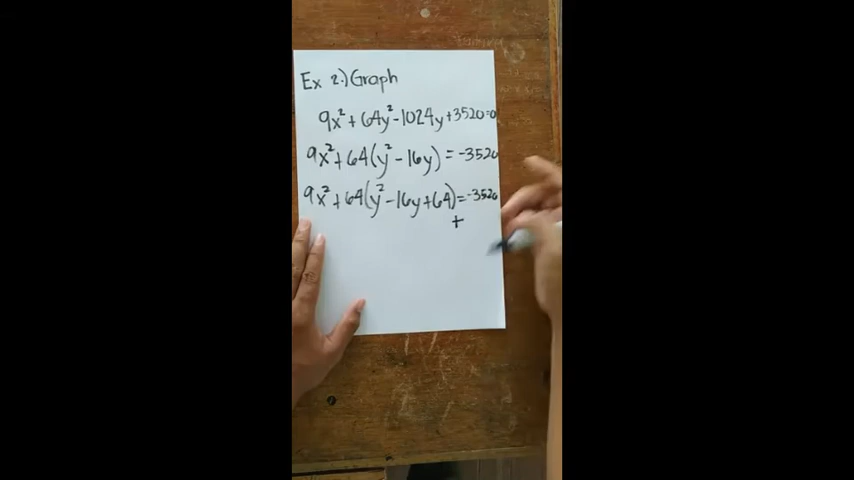 Ex 2.) Graph
9x² + 64y² - 1024y + 3520 = 0
9x² + 64(y² - 16y) = -3520
9x² + 64(y² - 16y + 64) = -3520
+